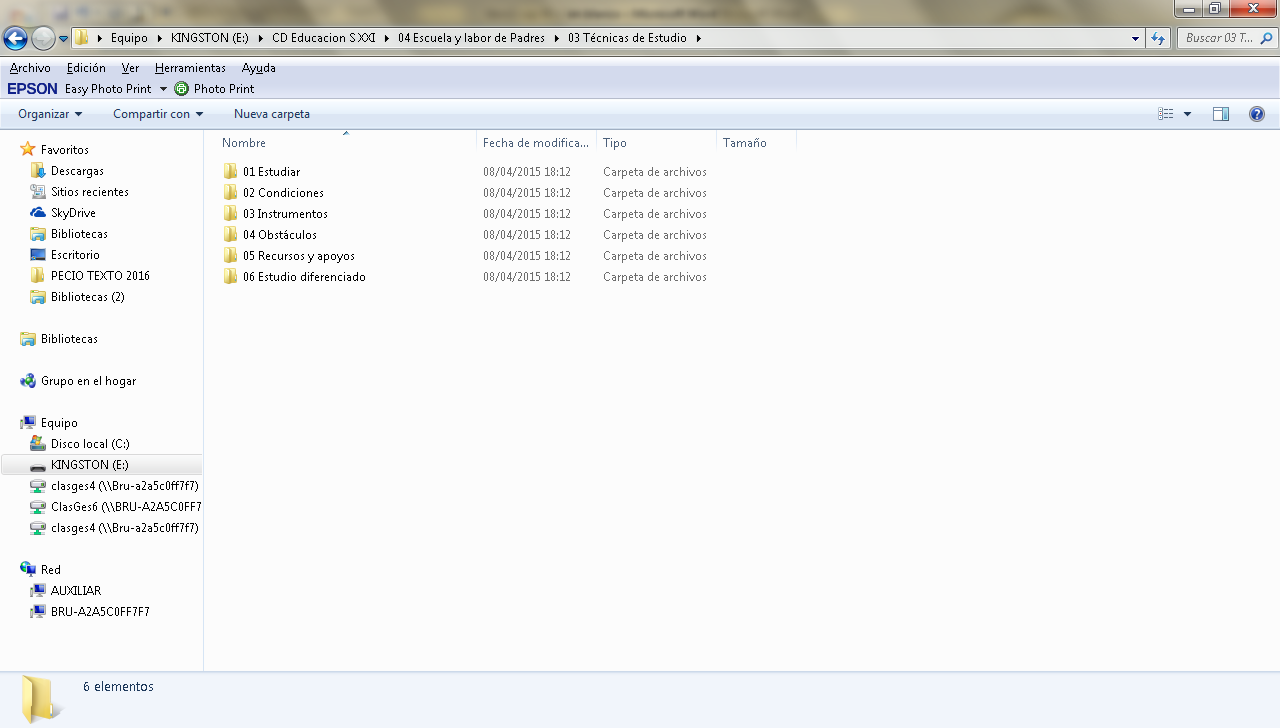 Equipo KINGSTON (E:) CD Educacion S XXI 04 Escuela y labor de Padres 03 Técnicas de Estudio
Buscar 03 T...
Archivo Edición Ver Herramientas Ayuda
EPSON Easy Photo Print Photo Print
Organizar Compartir con Nueva carpeta
Nombre Fecha de modifica... Tipo Tamaño
01 Estudiar 08/04/2015 18:12 Carpeta de archivos
02 Condiciones 08/04/2015 18:12 Carpeta de archivos
03 Instrumentos 08/04/2015 18:12 Carpeta de archivos
04 Obstáculos 08/04/2015 18:12 Carpeta de archivos
05 Recursos y apoyos 08/04/2015 18:12 Carpeta de archivos
06 Estudio diferenciado 08/04/2015 18:12 Carpeta de archivos
Favoritos
Descargas
Sitios recientes
SkyDrive
Bibliotecas
Escritorio
PECIO TEXTO 2016
Bibliotecas (2)
Bibliotecas
Grupo en el hogar
Equipo
Disco local (C:)
KINGSTON (E:)
clasges4 (\\Bru-a2a5c0ff7f7)
ClasGes6 (\\BRU-A2A5C0FF7
clasges4 (\\Bru-a2a5c0ff7f7)
Red
AUXILIAR
BRU-A2A5C0FF7F7
6 elementos